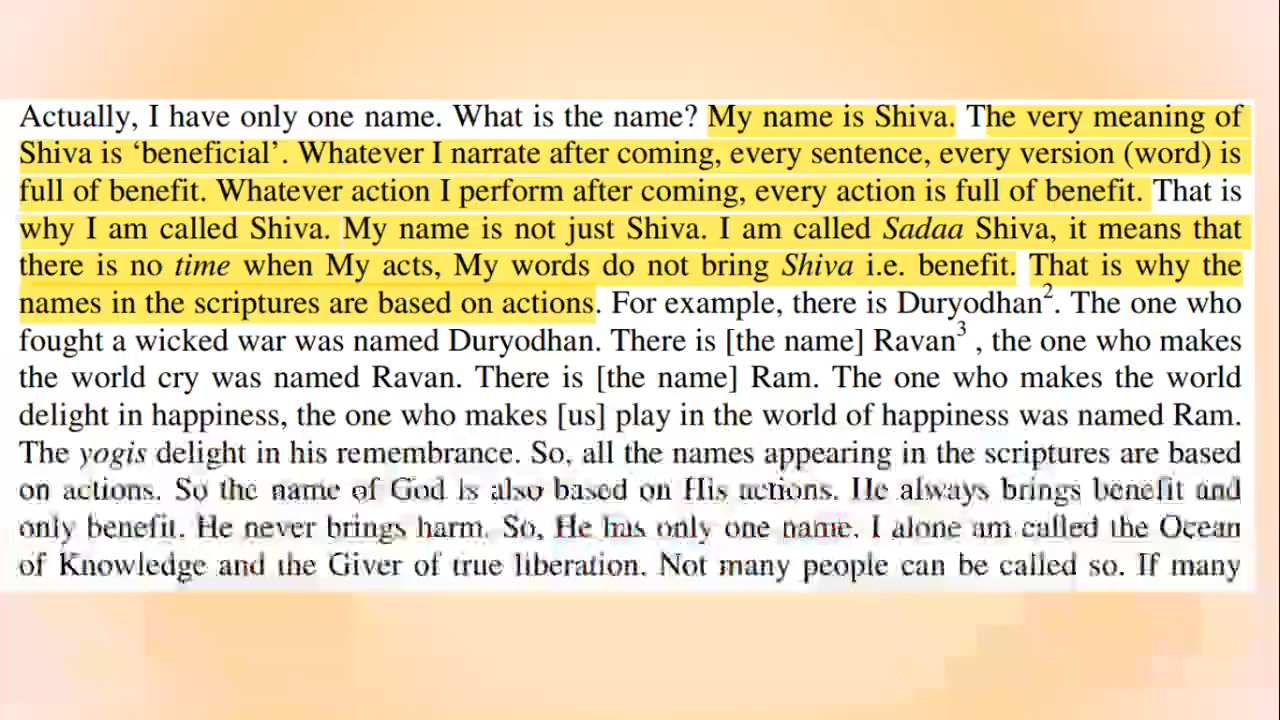 Actually, I have only one name. What is the name? My name is Shiva. The very meaning of
Shiva is ‘beneficial’. Whatever I narrate after coming, every sentence, every version (word) is
full of benefit. Whatever action I perform after coming, every action is full of benefit. That is
why I am called Shiva. My name is not just Shiva. I am called Sadaa Shiva, it means that
there is no time when My acts, My words do not bring Shiva i.e. benefit. That is why the
names in the scriptures are based on actions. For example, there is Duryodhan². The one who
fought a wicked war was named Duryodhan. There is [the name] Ravan³ , the one who makes
the world cry was named Ravan. There is [the name] Ram. The one who makes the world
delight in happiness, the one who makes [us] play in the world of happiness was named Ram.
The yogis delight in his remembrance. So, all the names appearing in the scriptures are based
on actions. So the name of God is also based on His actions. He always brings benefit and
only benefit. He never brings harm. So, He has only one name. I alone am called the Ocean
of Knowledge and the Giver of true liberation. Not many people can be called so. If many